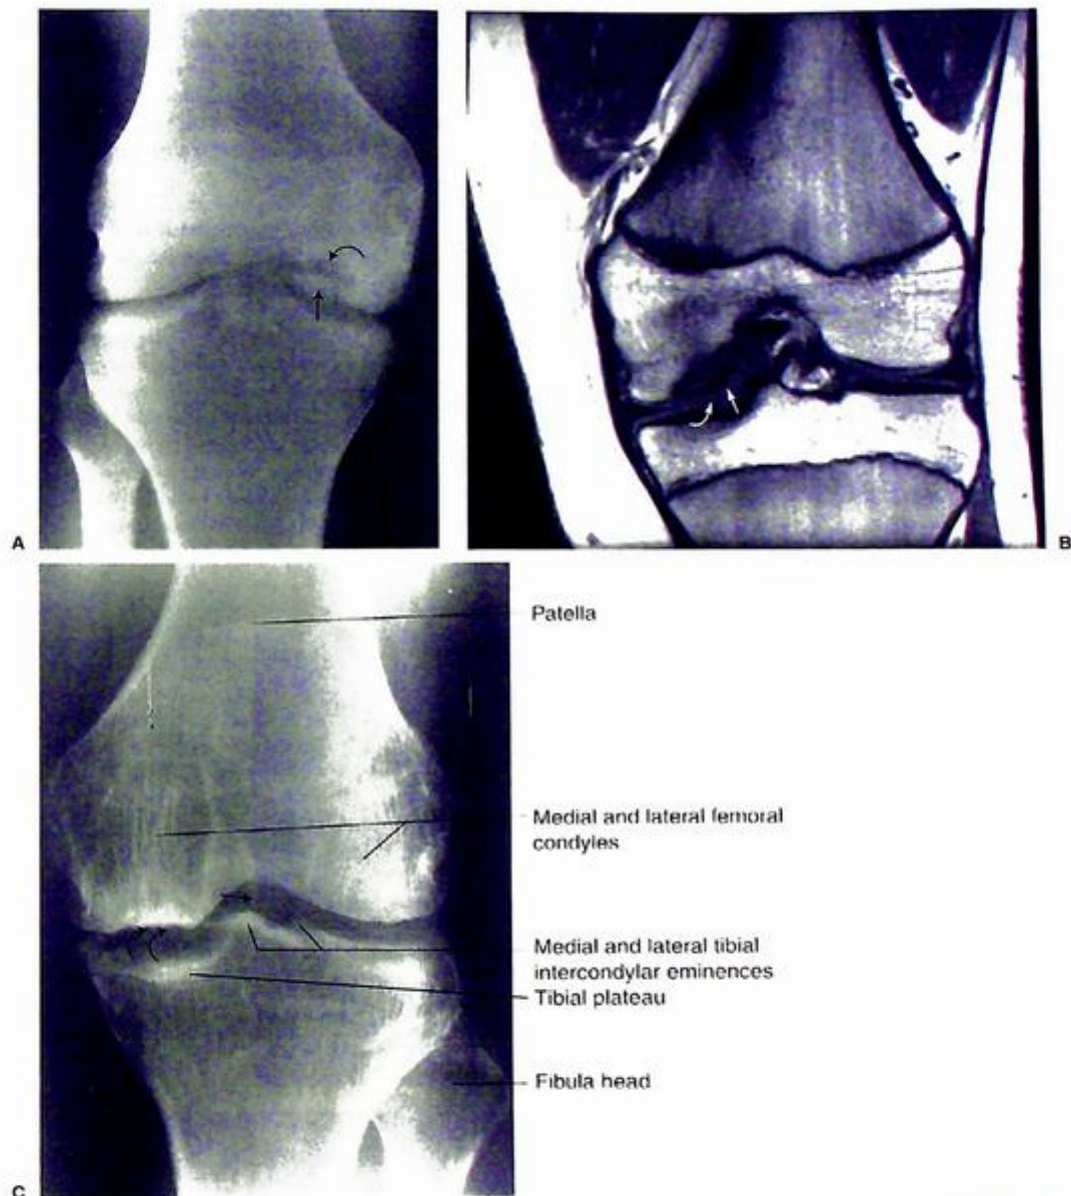 A
B
Patella
Medial and lateral femoral
condyles
Medial and lateral tibial
intercondylar eminences
Tibial plateau
Fibula head
C